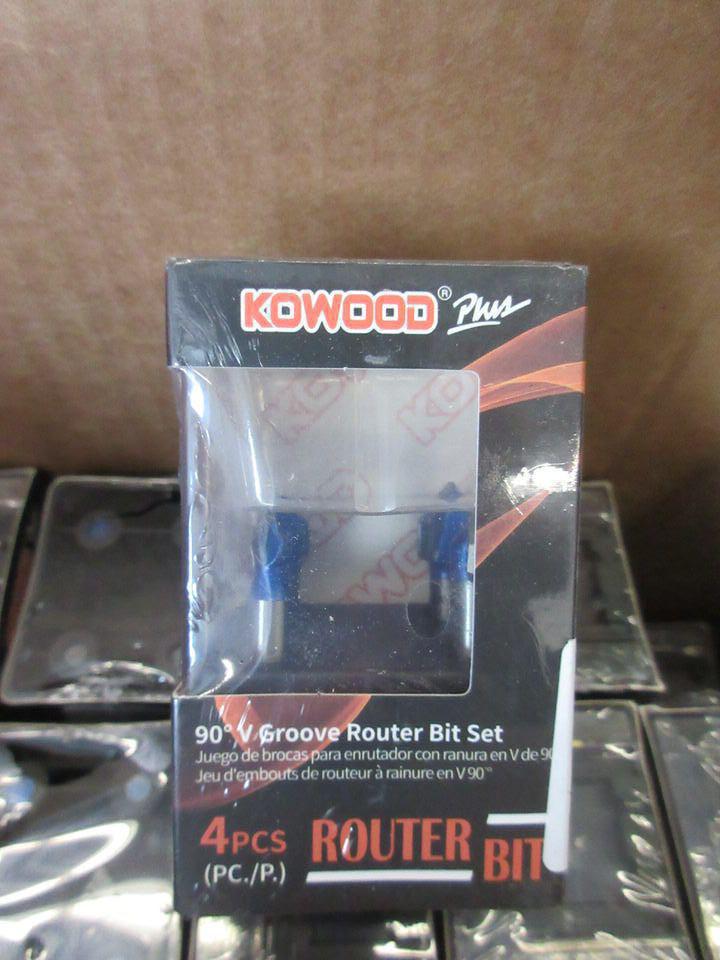 KOWOOD® Plus
90° V Groove Router Bit Set
Juego de brocas para enrutador con ranura en V de 90
Jeu d'embouts de routeur à rainure en V 90°
4PCS
(PC./P.)
ROUTER
BIT